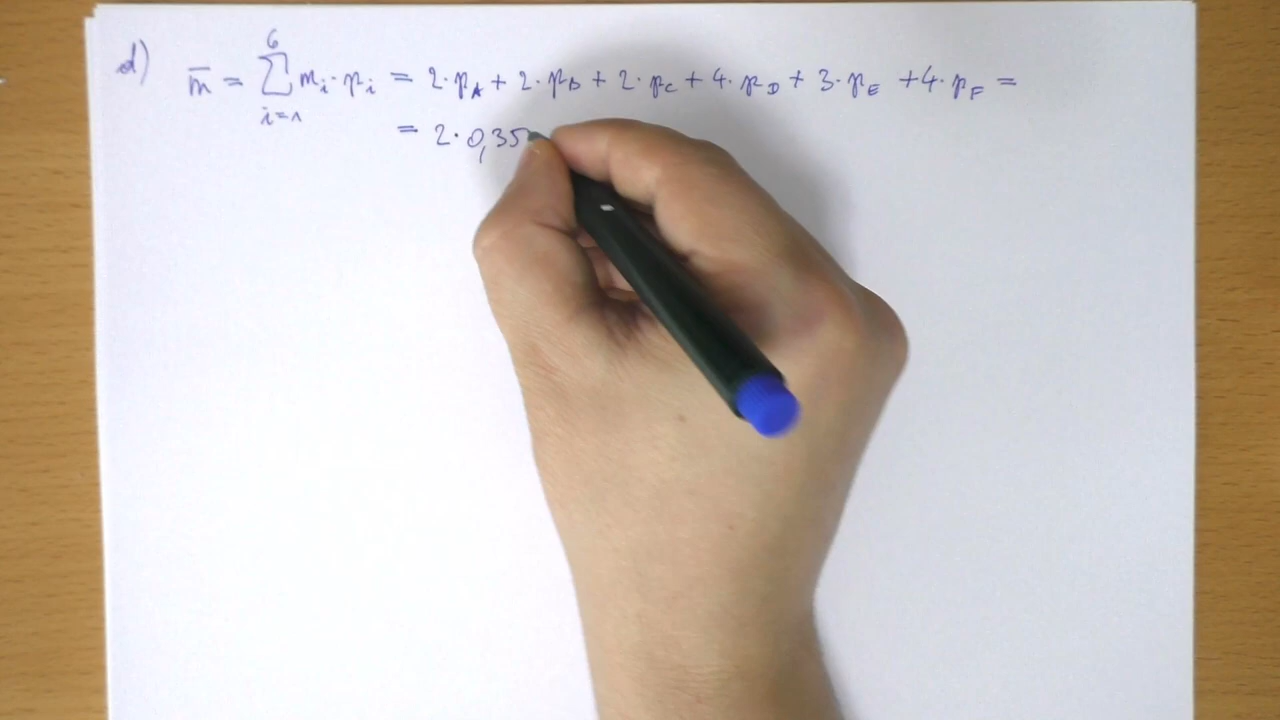 d) m̄ = ∑_{i=1}^{6} m_i · p_i = 2·p_A + 2·p_B + 2·p_C + 4·p_D + 3·p_E + 4·p_F =
= 2·0,35